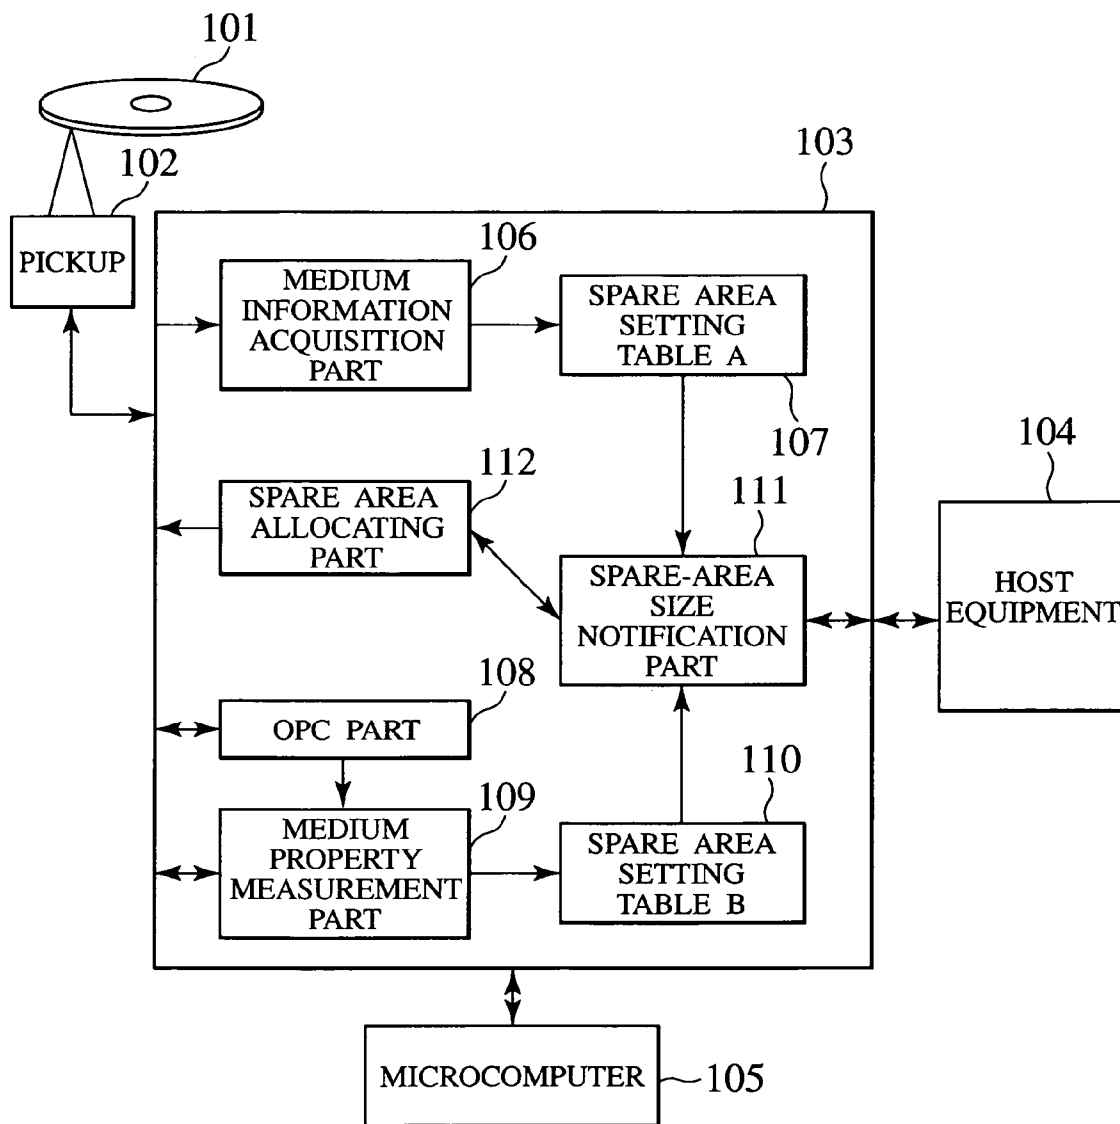 101
102
PICKUP
103
106
MEDIUM
INFORMATION
ACQUISITION
PART
SPARE AREA
SETTING
TABLE A
107
112
SPARE AREA
ALLOCATING
PART
111
SPARE-AREA
SIZE
NOTIFICATION
PART
104
HOST
EQUIPMENT
108
OPC PART
109
MEDIUM
PROPERTY
MEASUREMENT
PART
110
SPARE AREA
SETTING
TABLE B
MICROCOMPUTER
105